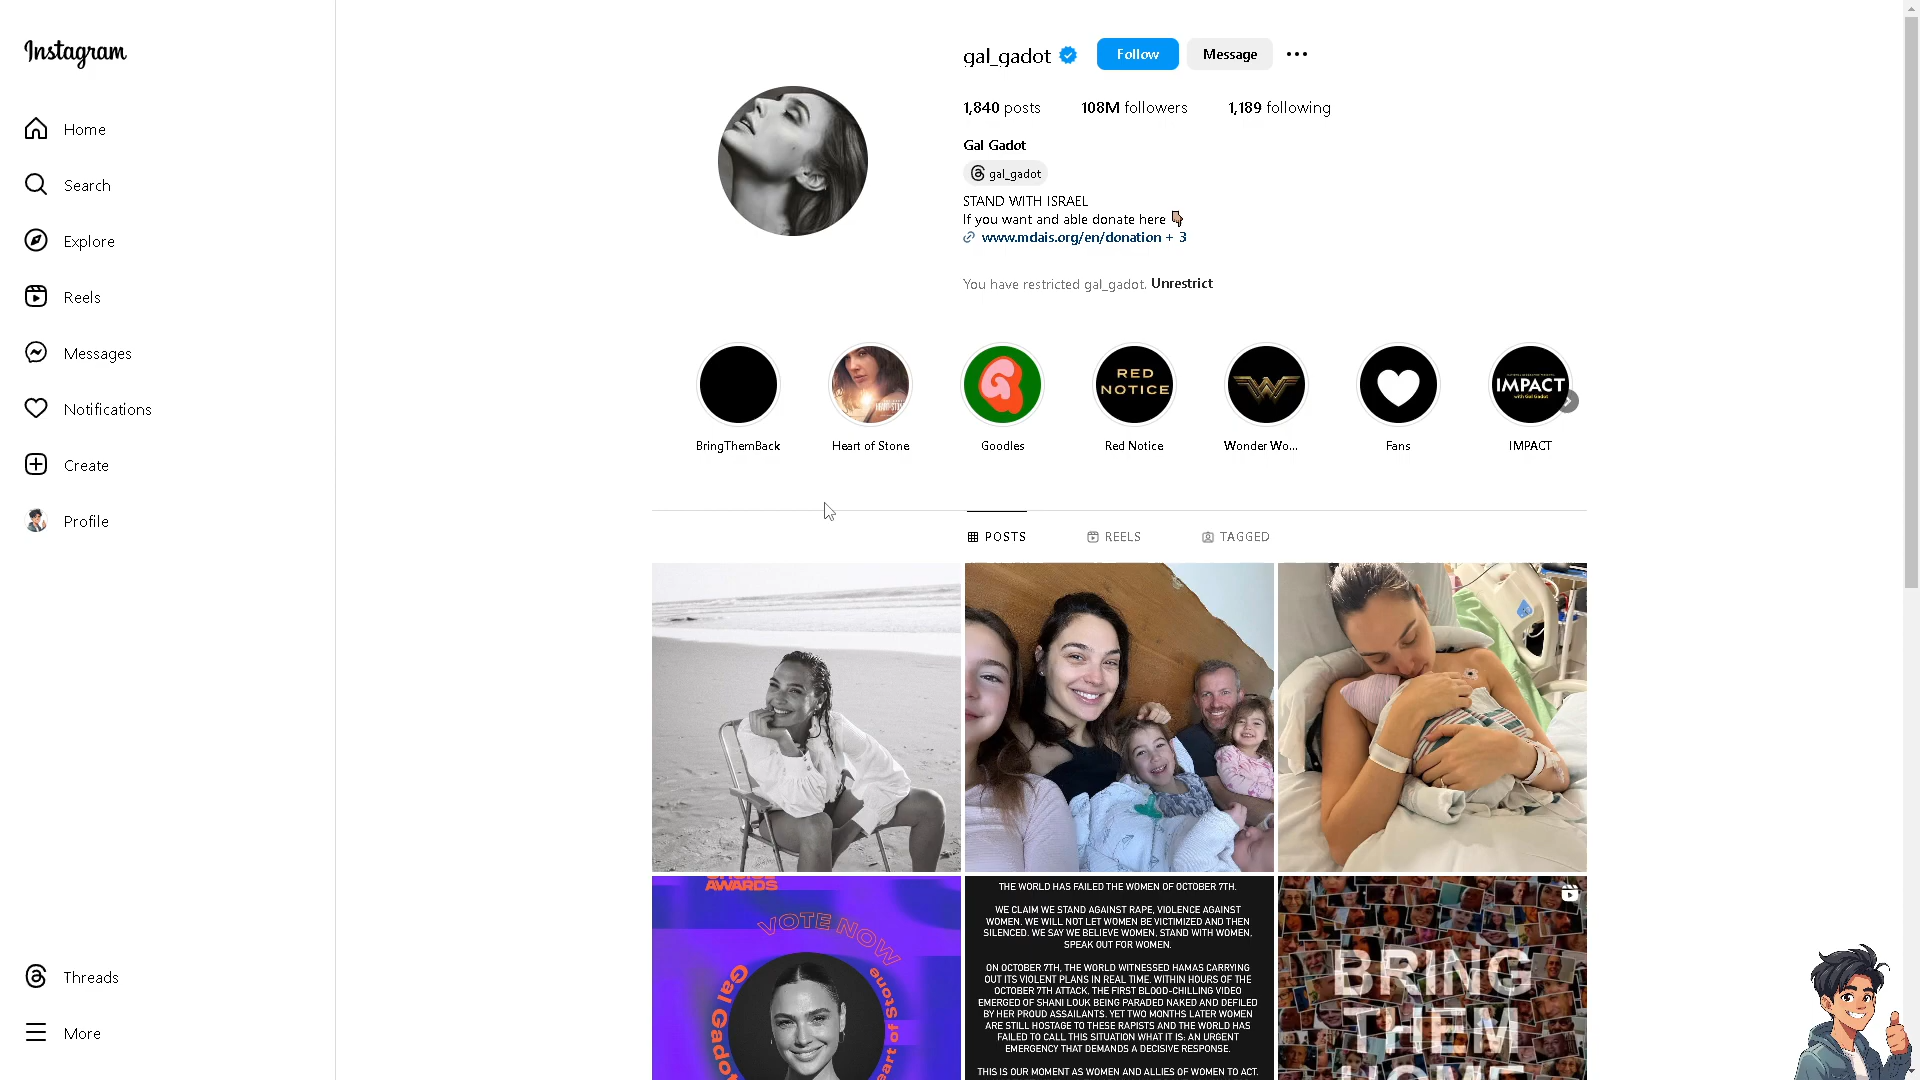 Instagram
Home
Search
Explore
Reels
Messages
Notifications
Create
Profile
Threads
More
gal_gadot
Follow
Message
1,840 posts
108M followers
1,189 following
Gal Gadot
gal_gadot
STAND WITH ISRAEL
If you want and able donate here
www.mdais.org/en/donation + 3
You have restricted gal_gadot. Unrestrict
BringThemBack
Heart of Stone
Goodles
RED
NOTICE
Red Notice
Wonder Wo...
Fans
IMPACT
with Gal Gadot
IMPACT
POSTS
REELS
TAGGED
AWARDS
VOTE NOW
Gal Gadot
THE WORLD HAS FAILED THE WOMEN OF OCTOBER 7TH.
WE CLAIM WE STAND AGAINST RAPE, VIOLENCE AGAINST
WOMEN. WE WILL NOT LET WOMEN BE VICTIMIZED AND THEN
SILENCED. WE SAY WE BELIEVE WOMEN, STAND WITH WOMEN,
SPEAK OUT FOR WOMEN.
ON OCTOBER 7TH, THE WORLD WITNESSED HAMAS CARRYING
OUT ITS VIOLENT PLANS IN REAL TIME. WITHIN HOURS OF THE
OCTOBER 7TH ATTACK, THE FIRST BLOOD-CHILLING VIDEO
EMERGED OF SHANI LOUK BEING PARADED NAKED AND DEFILED
BY HER PROUD ASSAILANTS. YET TWO MONTHS LATER WOMEN
ARE STILL HOSTAGE TO THESE RAPISTS AND THE WORLD HAS
FAILED TO CALL THIS SITUATION WHAT IT IS: AN URGENT
EMERGENCY THAT DEMANDS A DECISIVE RESPONSE.
THIS IS OUR MOMENT AS WOMEN AND ALLIES OF WOMEN TO ACT.
BRING
THEM
HOME